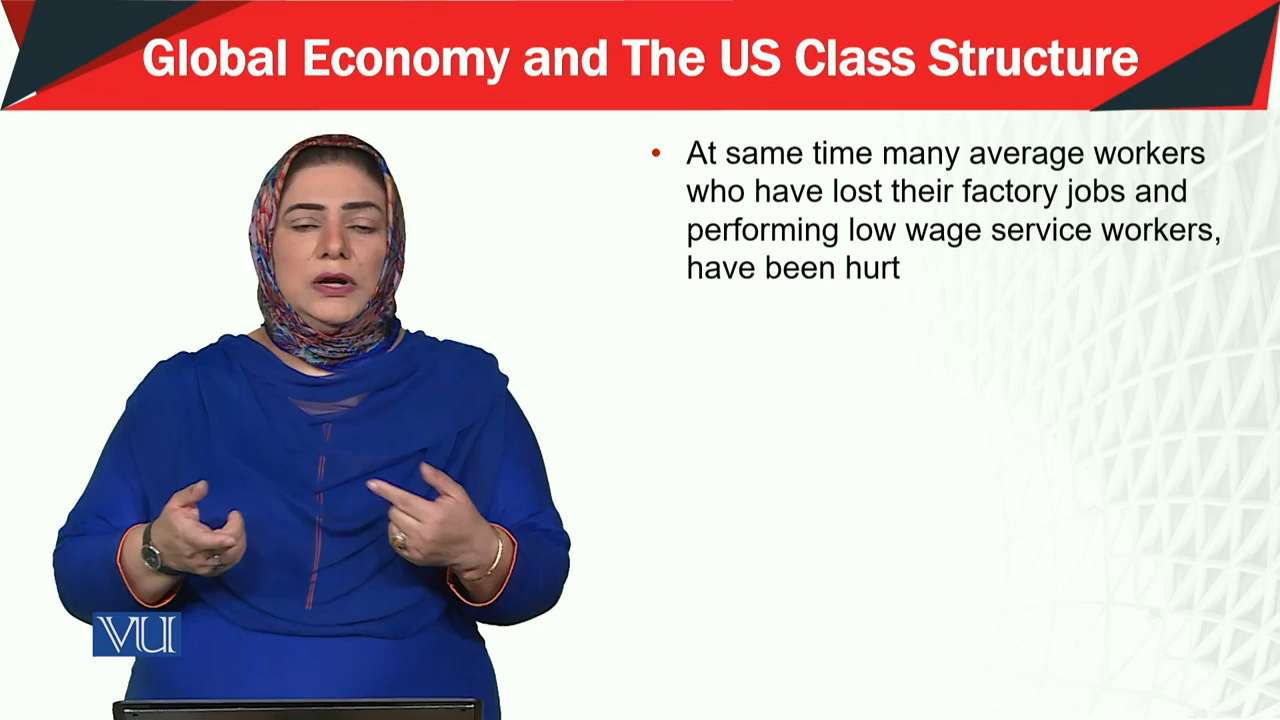 Global Economy and The US Class Structure
• At same time many average workers
who have lost their factory jobs and
performing low wage service workers,
have been hurt
VU